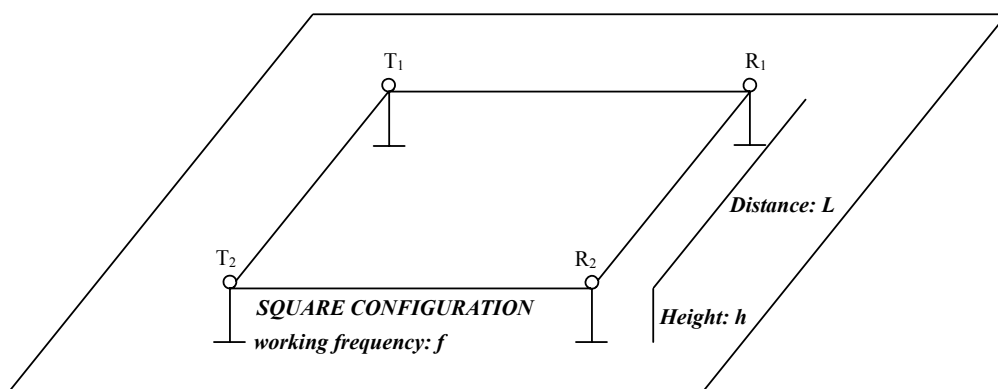 T₁
R₁
Distance: L
T₂
R₂
SQUARE CONFIGURATION
Height: h
working frequency: f